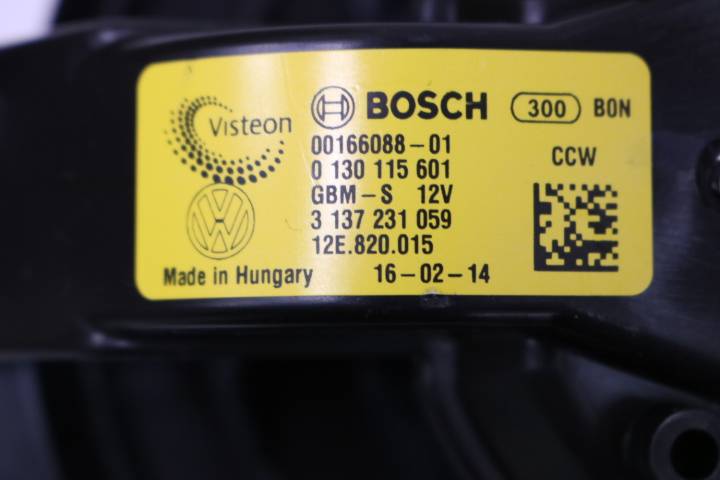 Visteon BOSCH 300 B0N
00166088-01
0 130 115 601 CCW
GBM-S 12V
3 137 231 059
12E.820.015
Made in Hungary 16-02-14